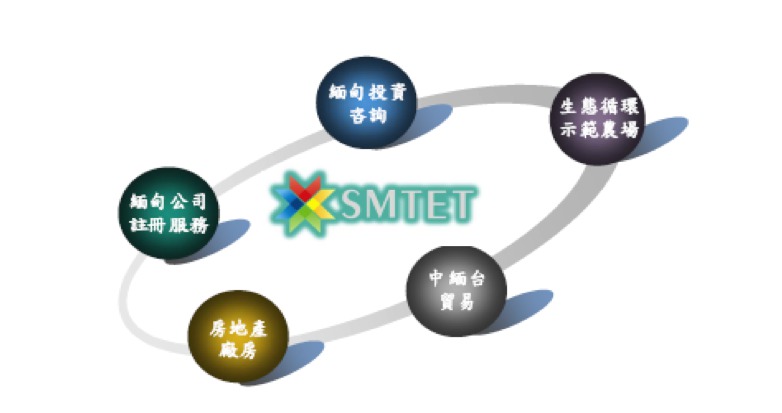 緬甸投資
咨詢
生態循環
示範農場
緬甸公司
註冊服務
SMTET
中緬台
貿易
房地產
廠房